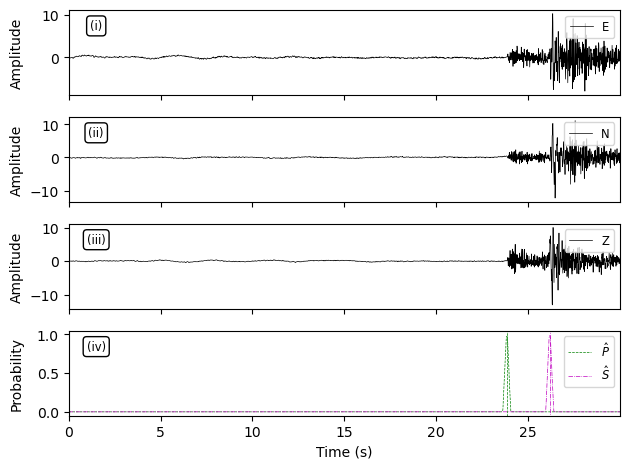 (i)
E
10
0
Amplitude
(ii)
N
10
0
−10
Amplitude
(iii)
Z
10
0
−10
Amplitude
(iv)
P̂
Ŝ
1.0
0.5
0.0
Probability
0 5 10 15 20 25
Time (s)